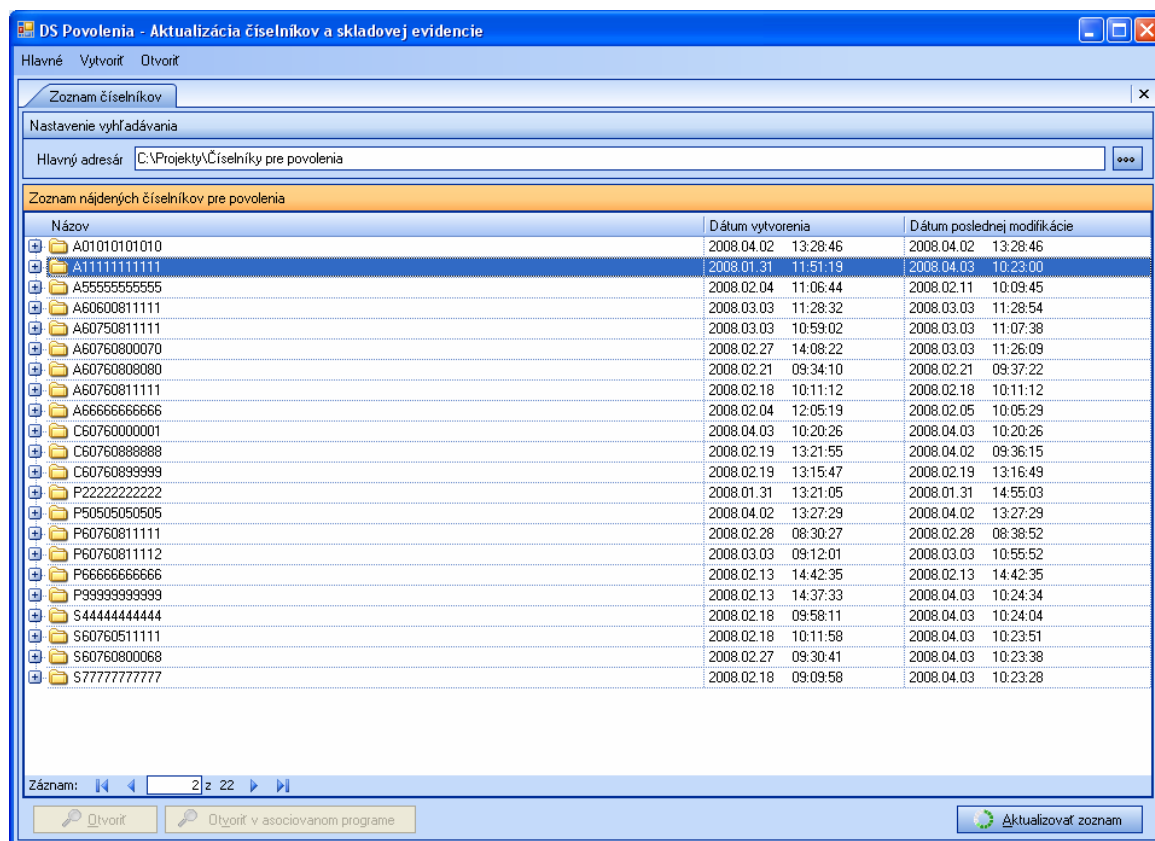 DS Povolenia - Aktualizácia číselníkov a skladovej evidencie
Hlavné Vytvoriť Otvoriť
Zoznam číselníkov
Nastavenie vyhľadávania
Hlavný adresár C:\Projekty\Číselníky pre povolenia
Zoznam nájdených číselníkov pre povolenia
Názov Dátum vytvorenia Dátum poslednej modifikácie
A01010101010 2008.04.02 13:28:46 2008.04.02 13:28:46
A11111111111 2008.01.31 11:51:19 2008.04.03 10:23:00
A55555555555 2008.02.04 11:06:44 2008.02.11 10:09:45
A60600811111 2008.03.03 11:28:32 2008.03.03 11:28:54
A60750811111 2008.03.03 10:59:02 2008.03.03 11:07:38
A60760800070 2008.02.27 14:08:22 2008.03.03 11:26:09
A60760808080 2008.02.21 09:34:10 2008.02.21 09:37:22
A60760811111 2008.02.18 10:11:12 2008.02.18 10:11:12
A66666666666 2008.02.04 12:05:19 2008.02.05 10:05:29
C60760000001 2008.04.03 10:20:26 2008.04.03 10:20:26
C60760888888 2008.02.19 13:21:55 2008.04.02 09:36:15
C60760899999 2008.02.19 13:15:47 2008.02.19 13:16:49
P22222222222 2008.01.31 13:21:05 2008.01.31 14:55:03
P50505050505 2008.04.02 13:27:29 2008.04.02 13:27:29
P60760811111 2008.02.28 08:30:27 2008.02.28 08:38:52
P60760811112 2008.03.03 09:12:01 2008.03.03 10:55:52
P66666666666 2008.02.13 14:42:35 2008.02.13 14:42:35
P99999999999 2008.02.13 14:37:33 2008.04.03 10:24:34
S44444444444 2008.02.18 09:58:11 2008.04.03 10:24:04
S60760511111 2008.02.18 10:11:58 2008.04.03 10:23:51
S60760800068 2008.02.27 09:30:41 2008.04.03 10:23:38
S77777777777 2008.02.18 09:09:58 2008.04.03 10:23:28
Záznam: 2 z 22
Otvoriť Otvoriť v asociovanom programe Aktualizovať zoznam